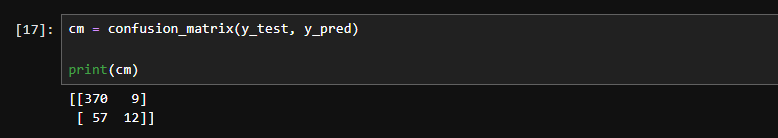 [17]: cm = confusion_matrix(y_test, y_pred)
print(cm)
[[370   9]
 [ 57  12]]